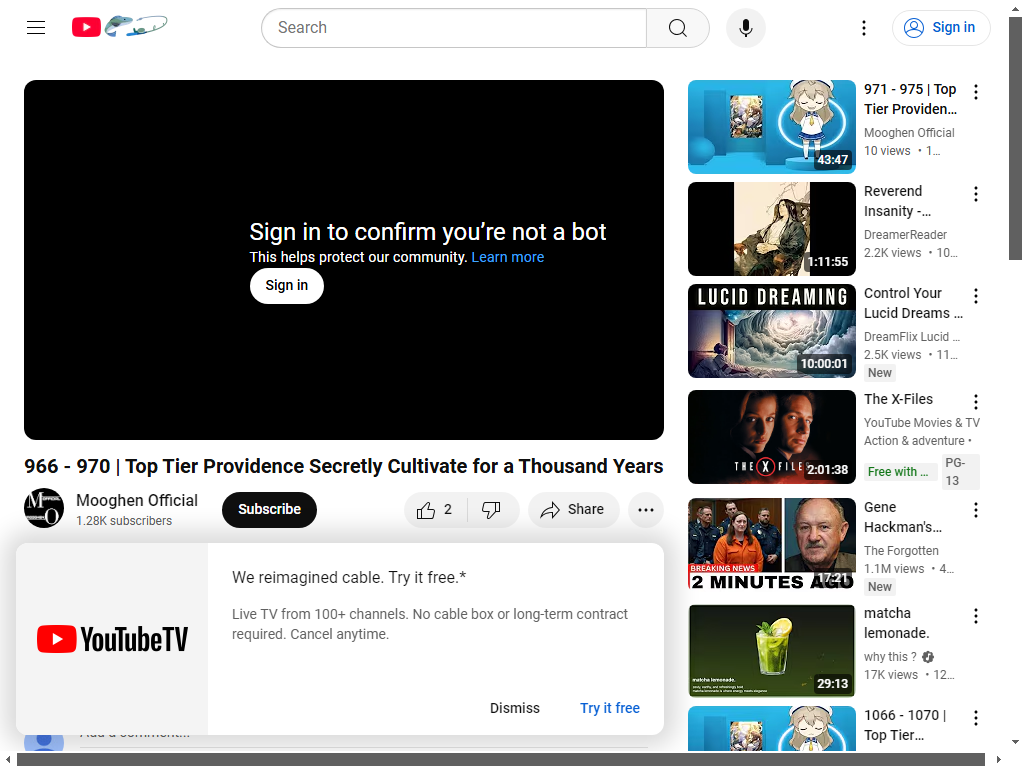 Search
Sign in
Sign in to confirm you’re not a bot
This helps protect our community. Learn more
Sign in
966 - 970 | Top Tier Providence Secretly Cultivate for a Thousand Years
Mooghen Official
1.28K subscribers
Subscribe
2
Share
We reimagined cable. Try it free.*
Live TV from 100+ channels. No cable box or long-term contract
required. Cancel anytime.
YouTubeTV
Dismiss
Try it free
Add a comment...
43:47
971 - 975 | Top
Tier Providen...
Mooghen Official
10 views • 1...
1:11:55
Reverend
Insanity -...
DreamerReader
2.2K views • 10...
LUCID DREAMING
10:00:01
Control Your
Lucid Dreams ...
DreamFlix Lucid ...
2.5K views • 11...
New
THE X FILES
2:01:38
The X-Files
YouTube Movies & TV
Action & adventure •
Free with ...
PG-
13
BREAKING NEWS
2 MINUTES AGO
17:21
Gene
Hackman's...
The Forgotten
1.1M views • 4...
New
matcha lemonade.
29:13
matcha
lemonade.
why this ?
17K views • 12...
1066 - 1070 |
Top Tier...